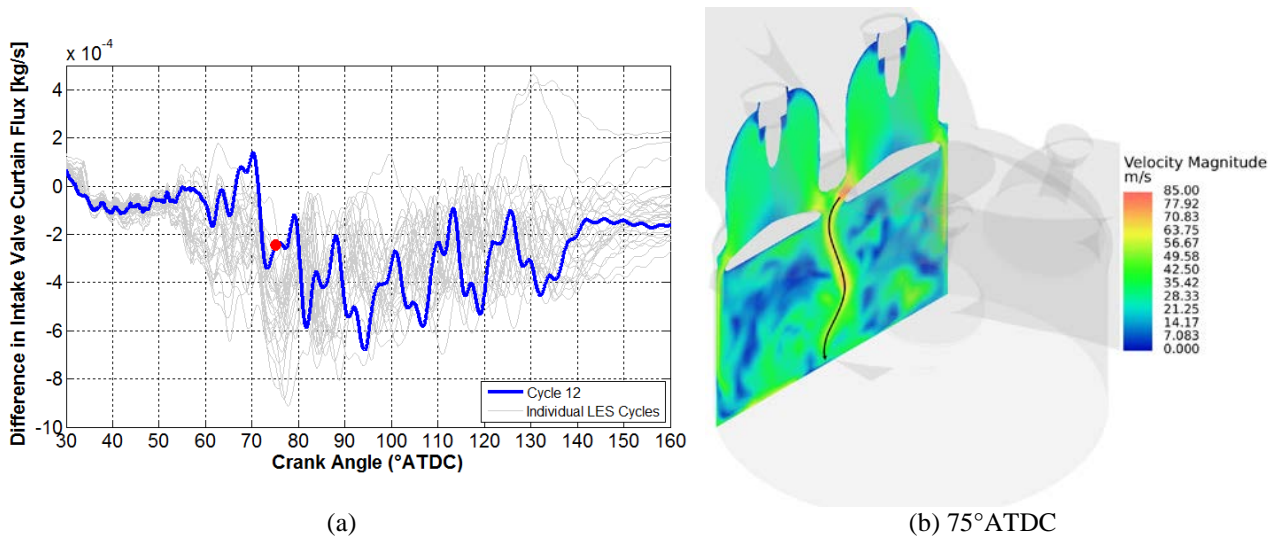 Difference in Intake Valve Curtain Flux [kg/s]
x 10⁻⁴
4
2
0
-2
-4
-6
-8
-10
30 40 50 60 70 80 90 100 110 120 130 140 150 160
Crank Angle (°ATDC)
Cycle 12
Individual LES Cycles
(a)
Velocity Magnitude
m/s
85.00
77.92
70.83
63.75
56.67
49.58
42.50
35.42
28.33
21.25
14.17
7.083
0.000
(b) 75°ATDC